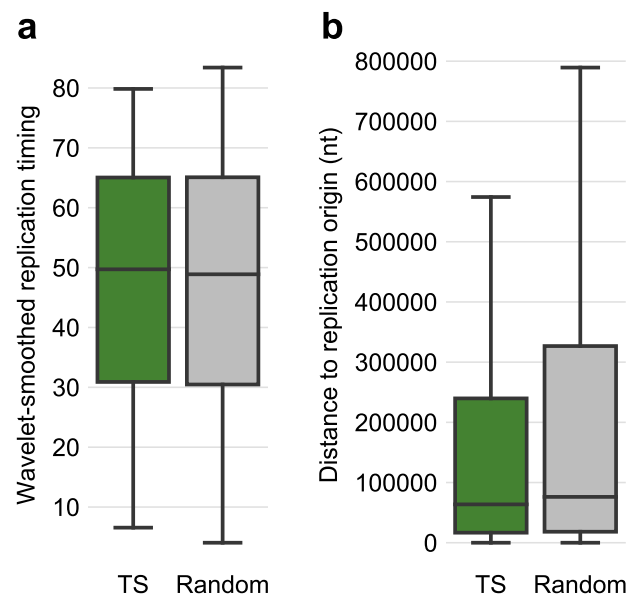 a
Wavelet-smoothed replication timing
80
70
60
50
40
30
20
10
TS Random
b
Distance to replication origin (nt)
800000
700000
600000
500000
400000
300000
200000
100000
0
TS Random